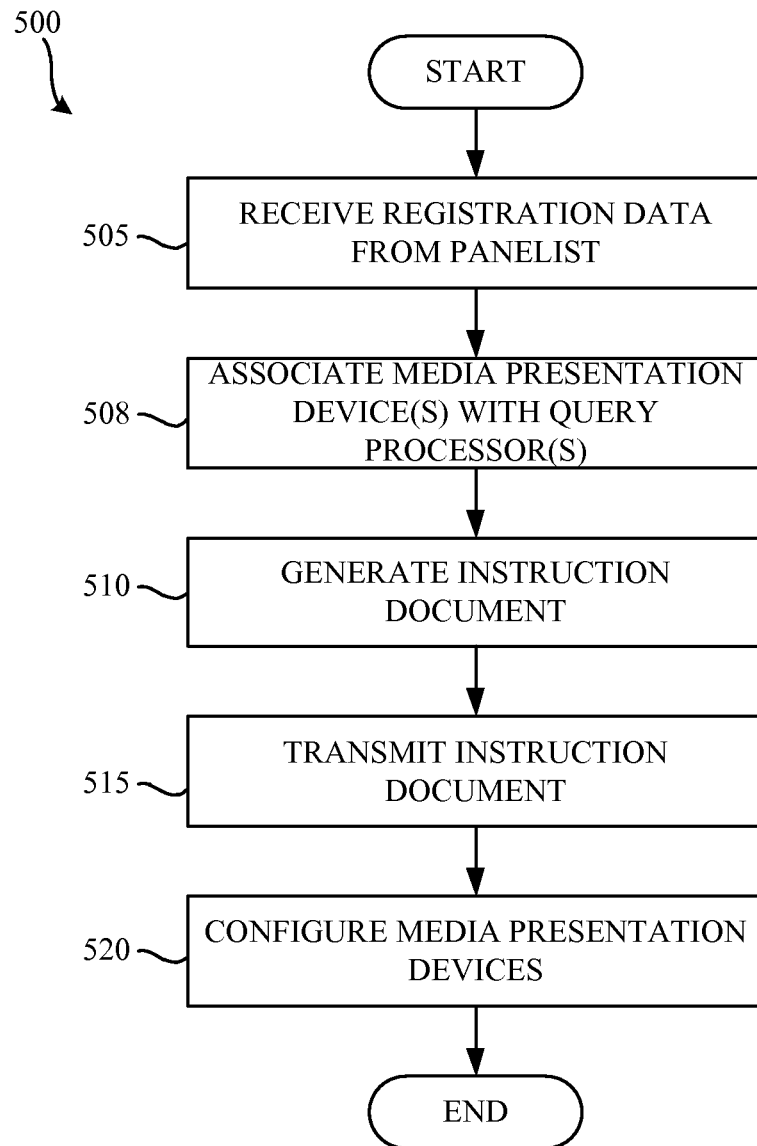 500
START
505
RECEIVE REGISTRATION DATA
FROM PANELIST
508
ASSOCIATE MEDIA PRESENTATION
DEVICE(S) WITH QUERY
PROCESSOR(S)
510
GENERATE INSTRUCTION
DOCUMENT
515
TRANSMIT INSTRUCTION
DOCUMENT
520
CONFIGURE MEDIA PRESENTATION
DEVICES
END